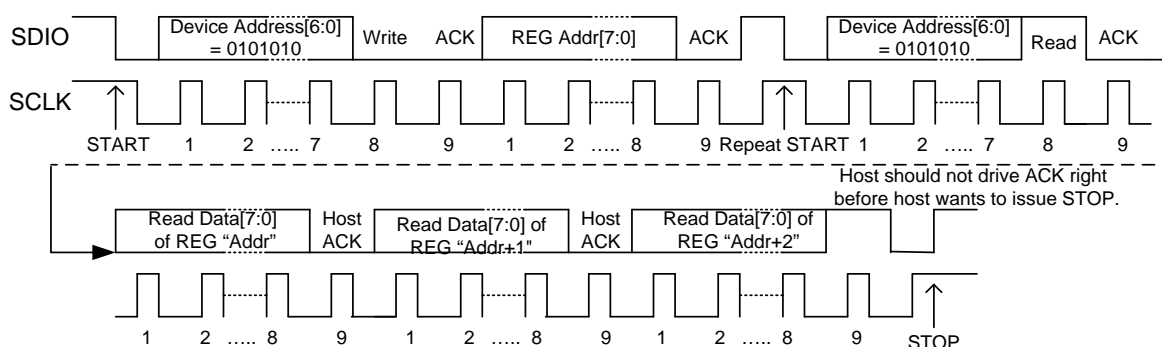 SDIO
Device Address[6:0]
= 0101010
Write
ACK
REG Addr[7:0]
ACK
Device Address[6:0]
= 0101010
Read
ACK
SCLK
START 1 2 ..... 7 8 9 1 2 ..... 8 9 Repeat START 1 2 ..... 7 8 9
Host should not drive ACK right
before host wants to issue STOP.
Read Data[7:0]
of REG “Addr”
Host
ACK
Read Data[7:0] of
REG “Addr+1"
Host
ACK
Read Data[7:0] of
REG “Addr+2”
1 2 ..... 8 9 1 2 ..... 8 9 1 2 ..... 8 9 STOP